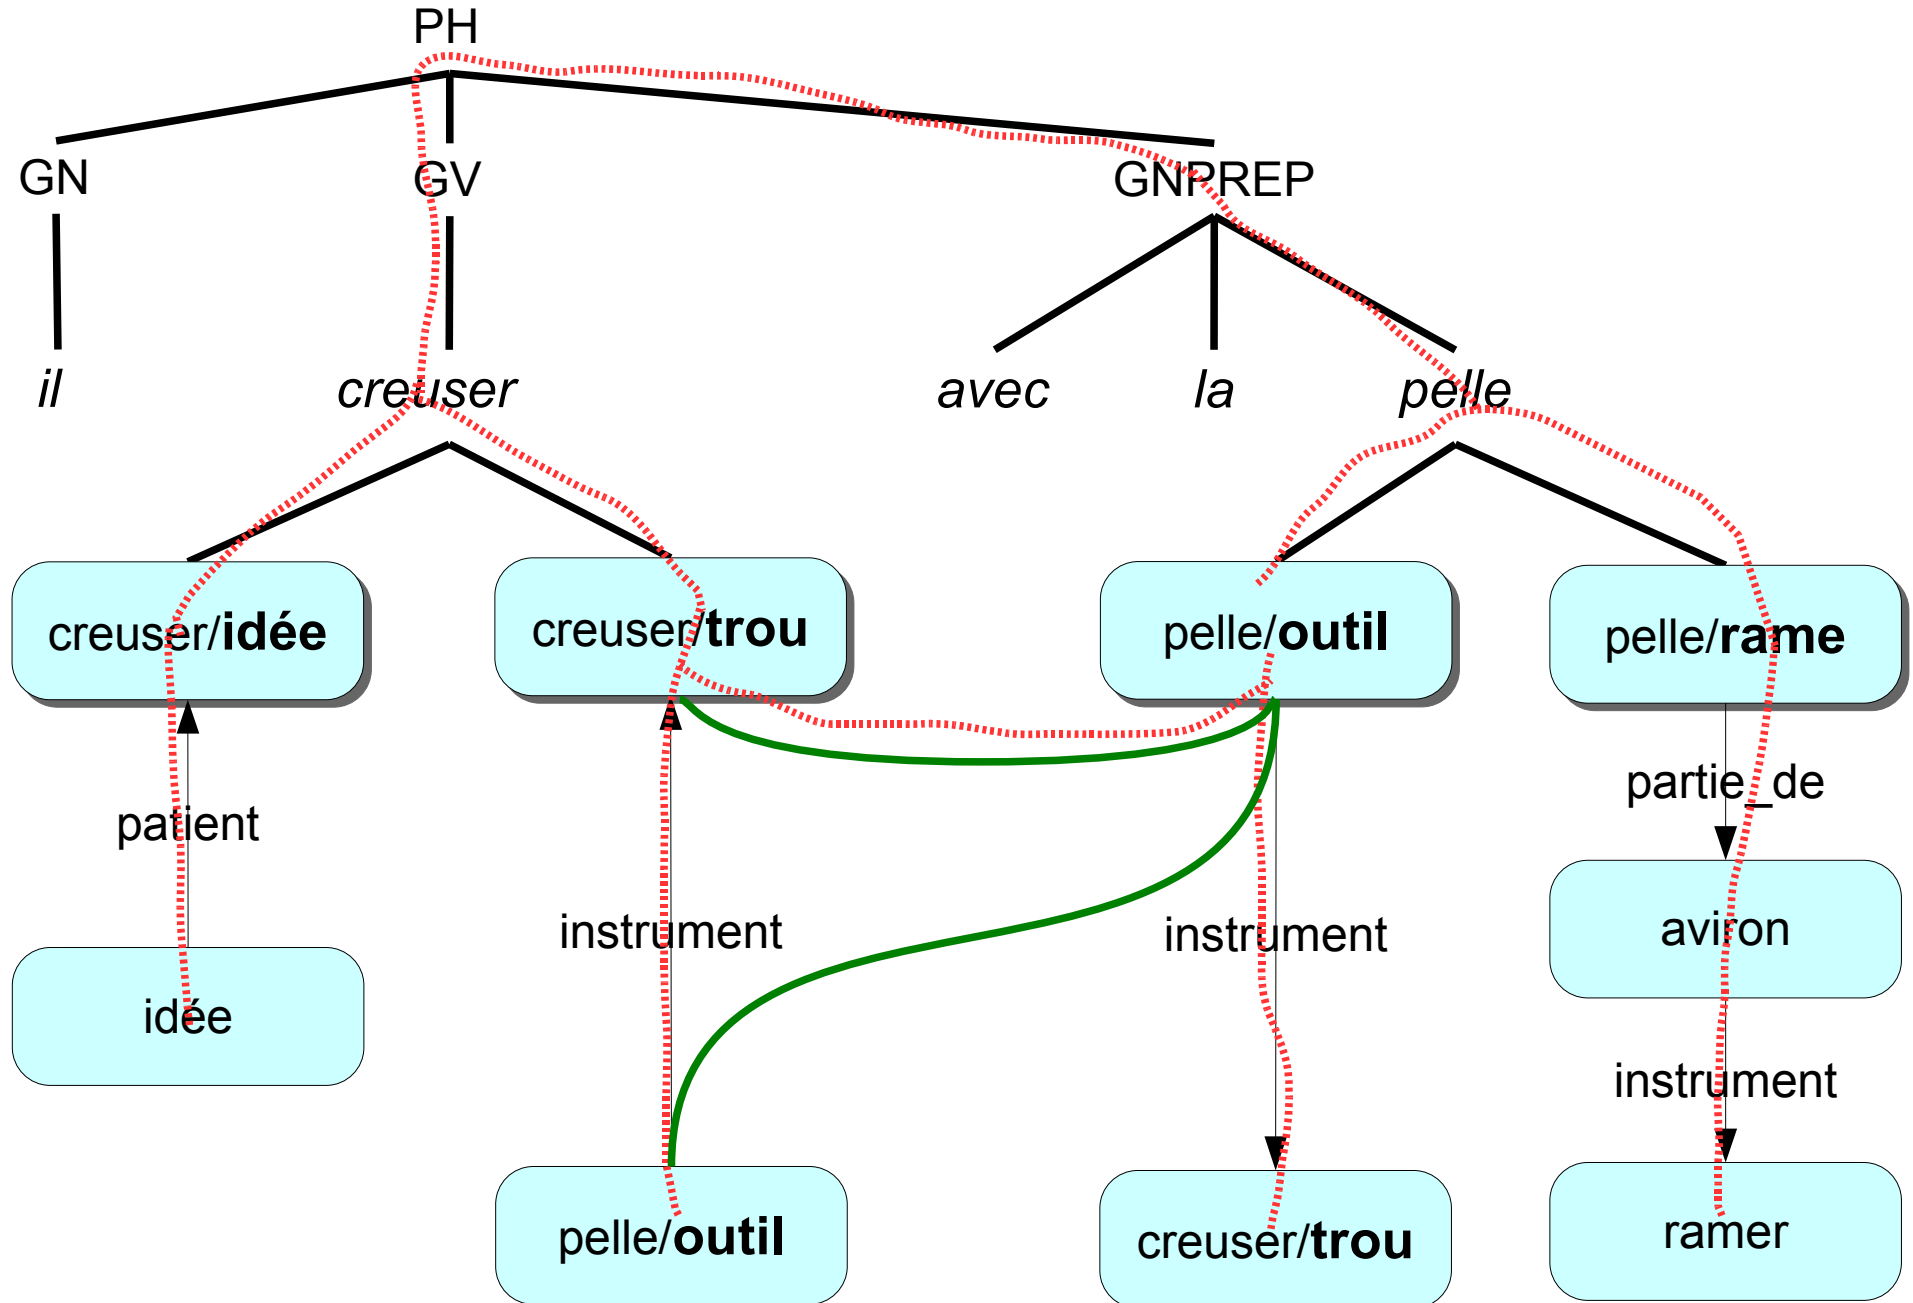 PH
GN GV GNPREP
il creuser avec la pelle
creuser/idée creuser/trou pelle/outil pelle/rame
partie_de
patient
instrument instrument aviron
idée
instrument
pelle/outil creuser/trou ramer